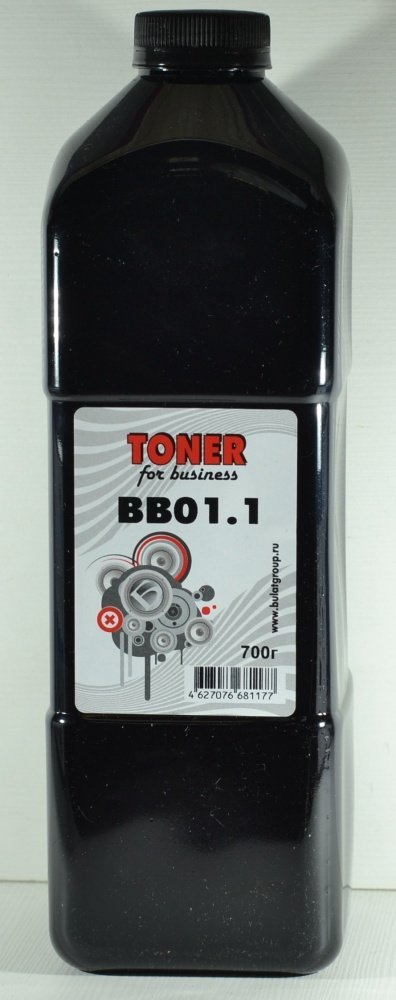 TONER
for business
BB01.1
www.bulatgroup.ru
700г
4 627076 681177